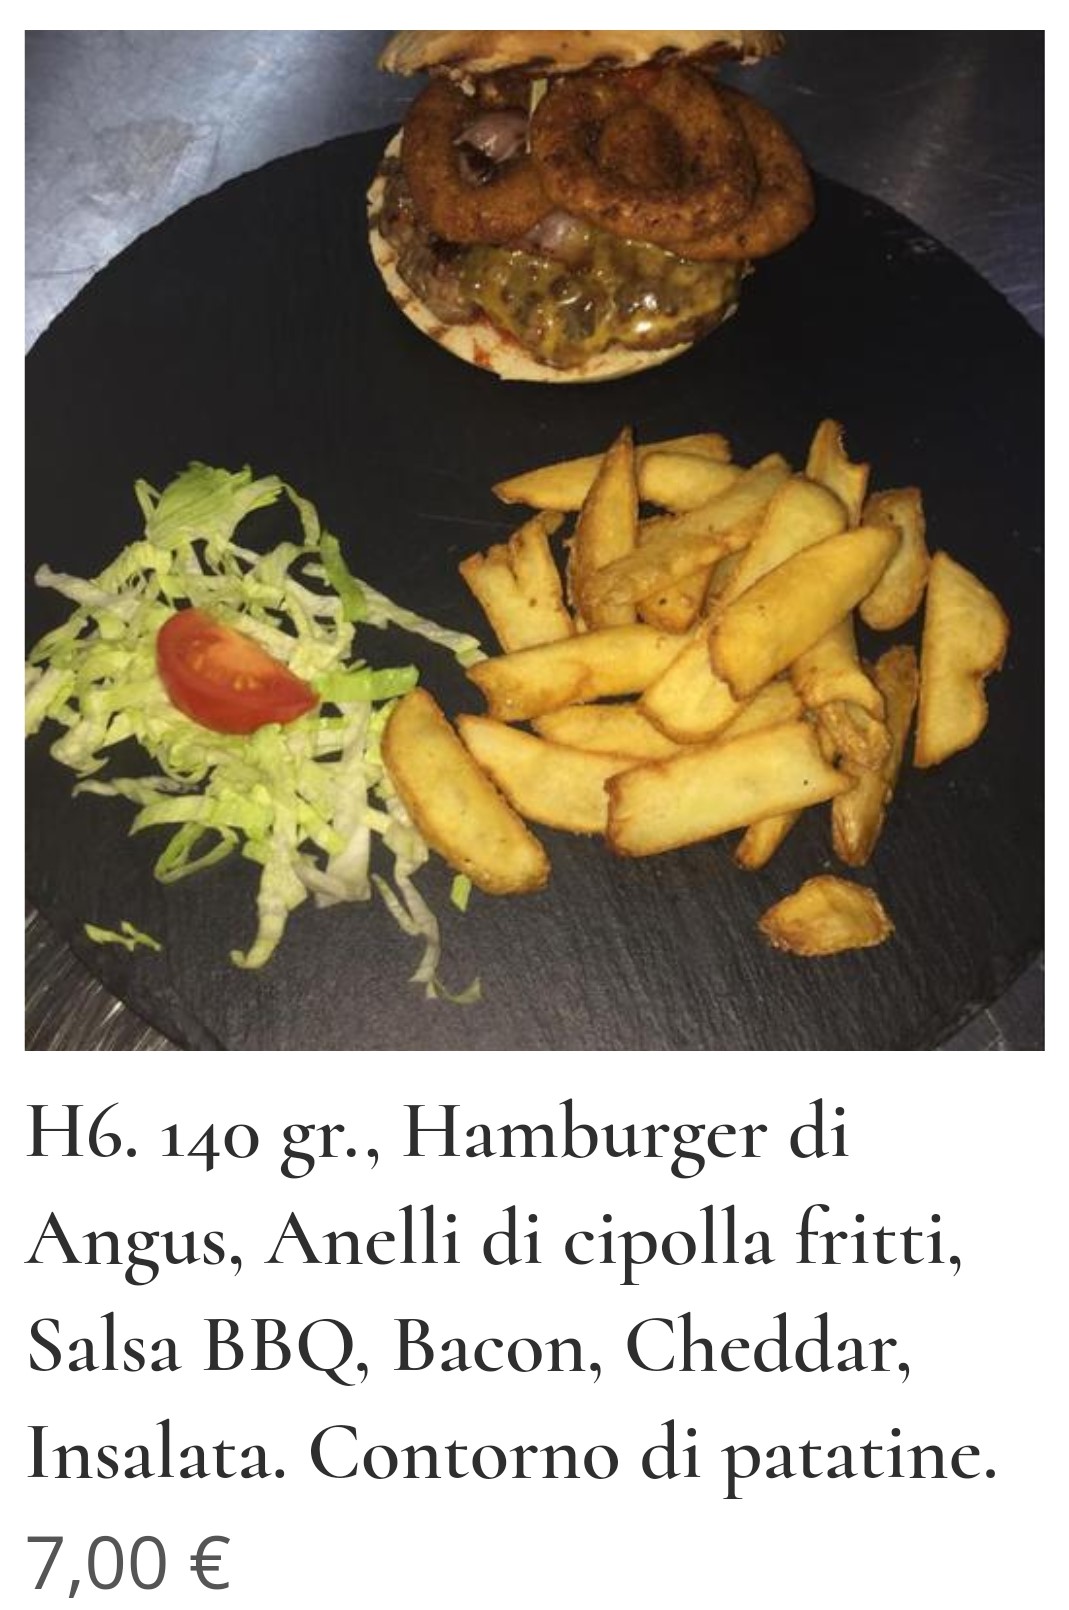 H6. 140 gr., Hamburger di
Angus, Anelli di cipolla fritti,
Salsa BBQ, Bacon, Cheddar,
Insalata. Contorno di patatine.
7,00 €